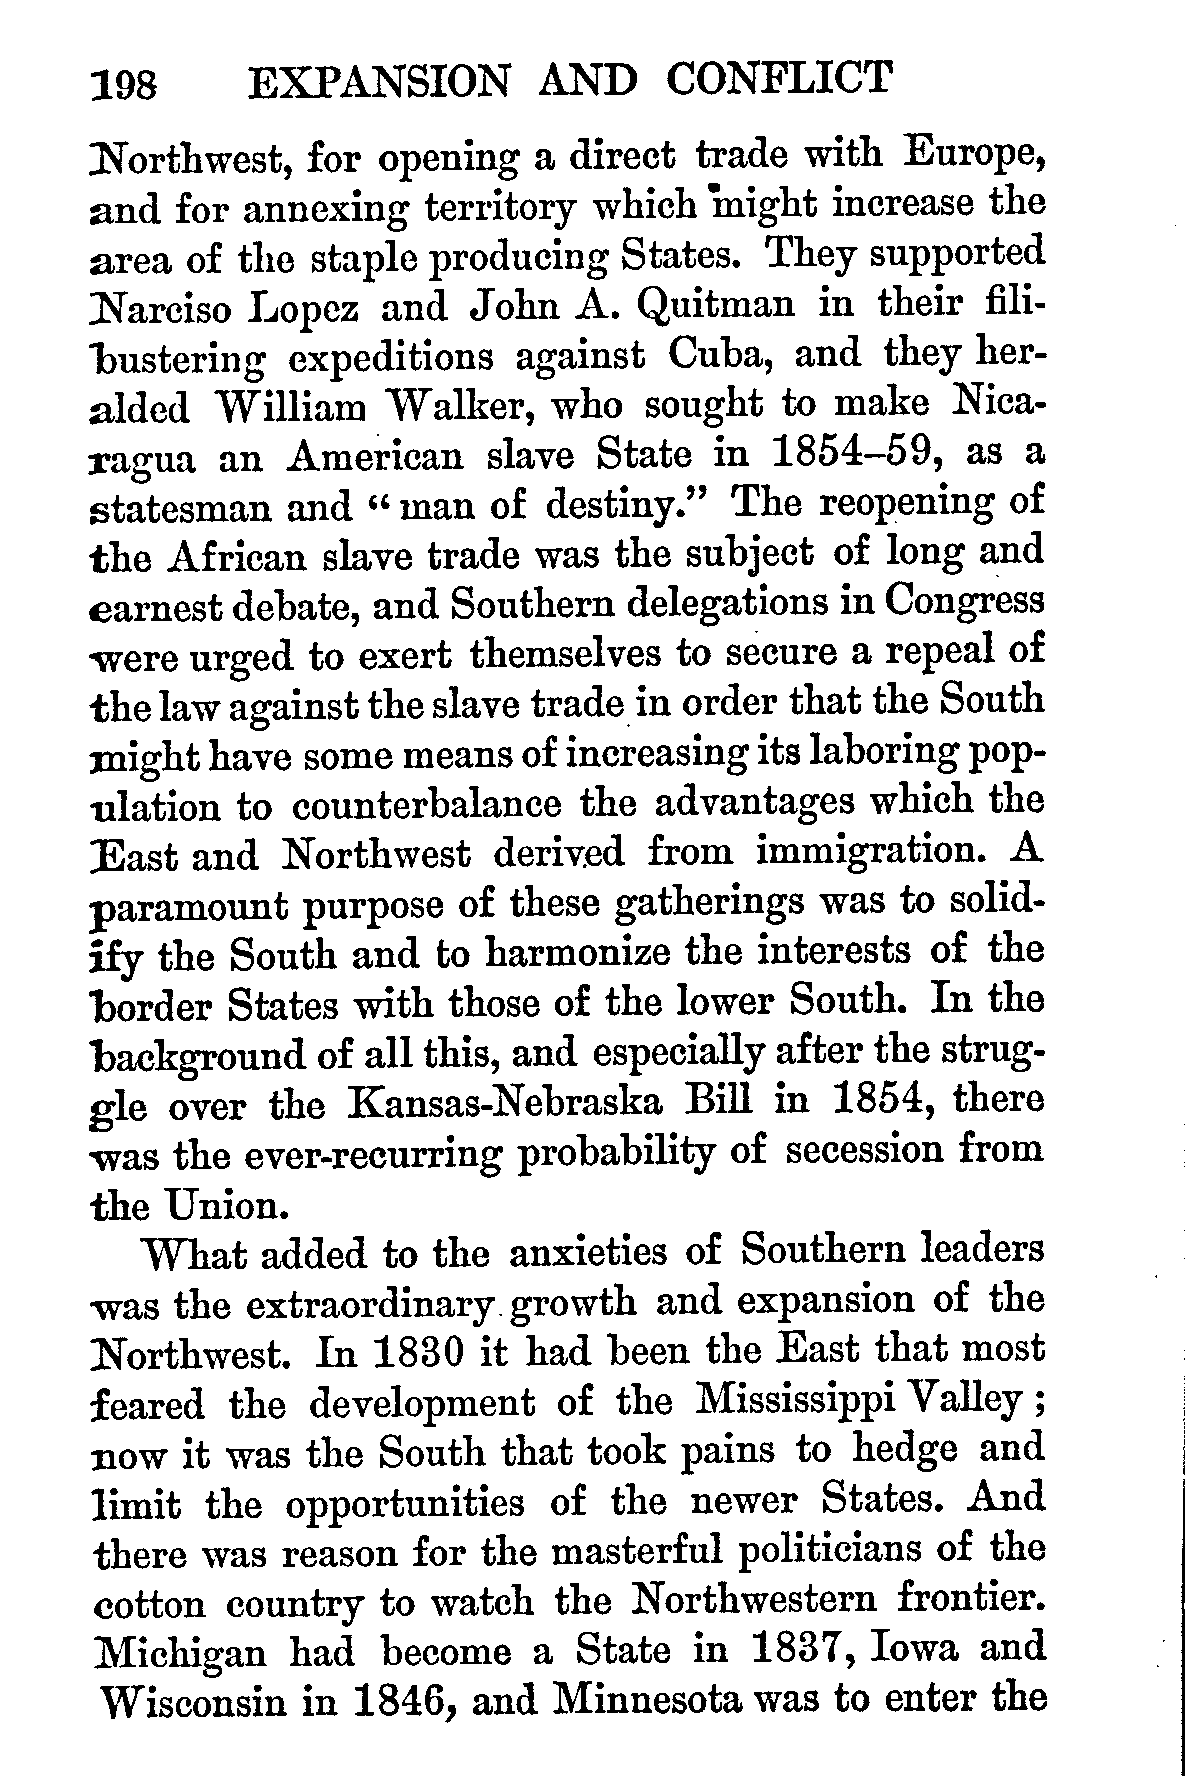 198 EXPANSION AND CONFLICT
Northwest, for opening a direct trade with Europe,
and for annexing territory which might increase the
area of the staple producing States. They supported
Narciso Lopez and John A. Quitman in their fili-
bustering expeditions against Cuba, and they her-
alded William Walker, who sought to make Nica-
ragua an American slave State in 1854–59, as a
statesman and “ man of destiny.” The reopening of
the African slave trade was the subject of long and
earnest debate, and Southern delegations in Congress
were urged to exert themselves to secure a repeal of
the law against the slave trade in order that the South
might have some means of increasing its laboring pop-
ulation to counterbalance the advantages which the
East and Northwest derived from immigration. A
paramount purpose of these gatherings was to solid-
ify the South and to harmonize the interests of the
border States with those of the lower South. In the
background of all this, and especially after the strug-
gle over the Kansas-Nebraska Bill in 1854, there
was the ever-recurring probability of secession from
the Union.
What added to the anxieties of Southern leaders
was the extraordinary growth and expansion of the
Northwest. In 1830 it had been the East that most
feared the development of the Mississippi Valley ;
now it was the South that took pains to hedge and
limit the opportunities of the newer States. And
there was reason for the masterful politicians of the
cotton country to watch the Northwestern frontier.
Michigan had become a State in 1837, Iowa and
Wisconsin in 1846, and Minnesota was to enter the